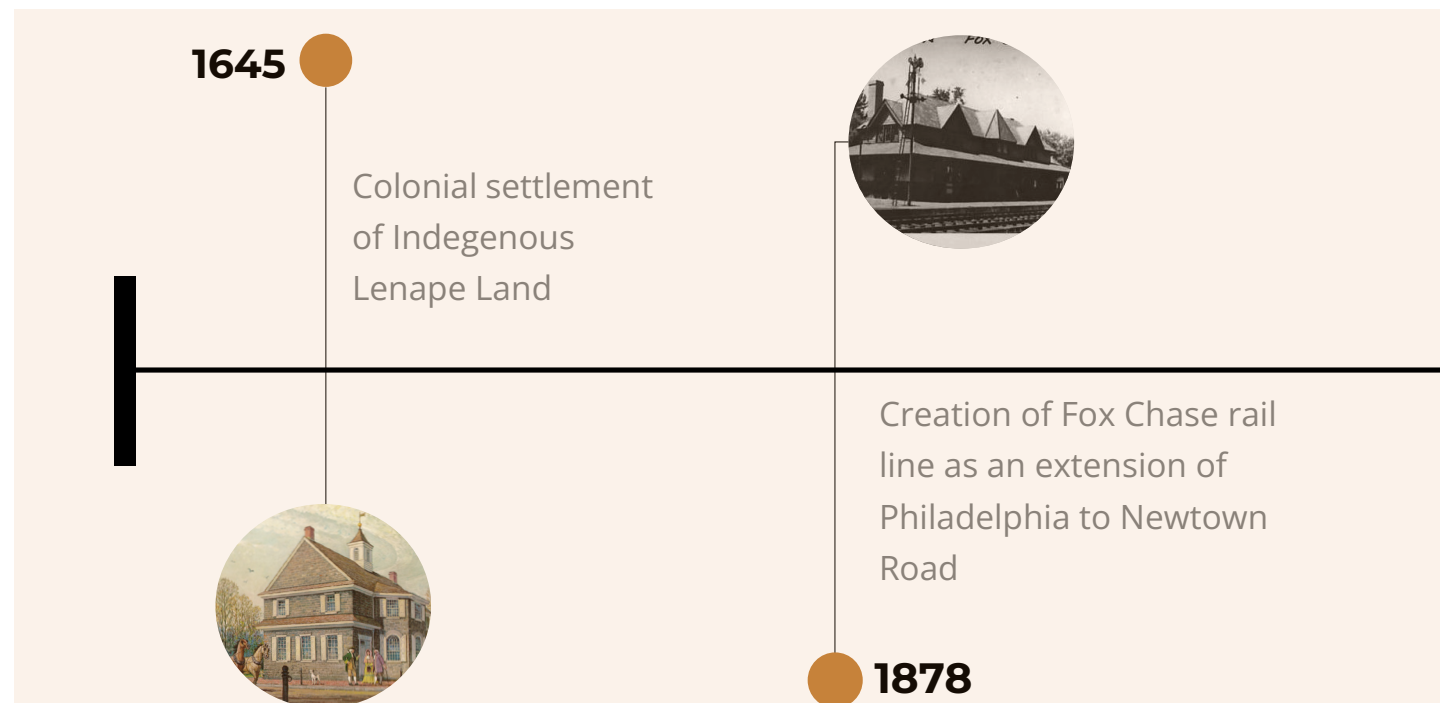 1645
Colonial settlement
of Indegenous
Lenape Land
FOX
Creation of Fox Chase rail
line as an extension of
Philadelphia to Newtown
Road
1878